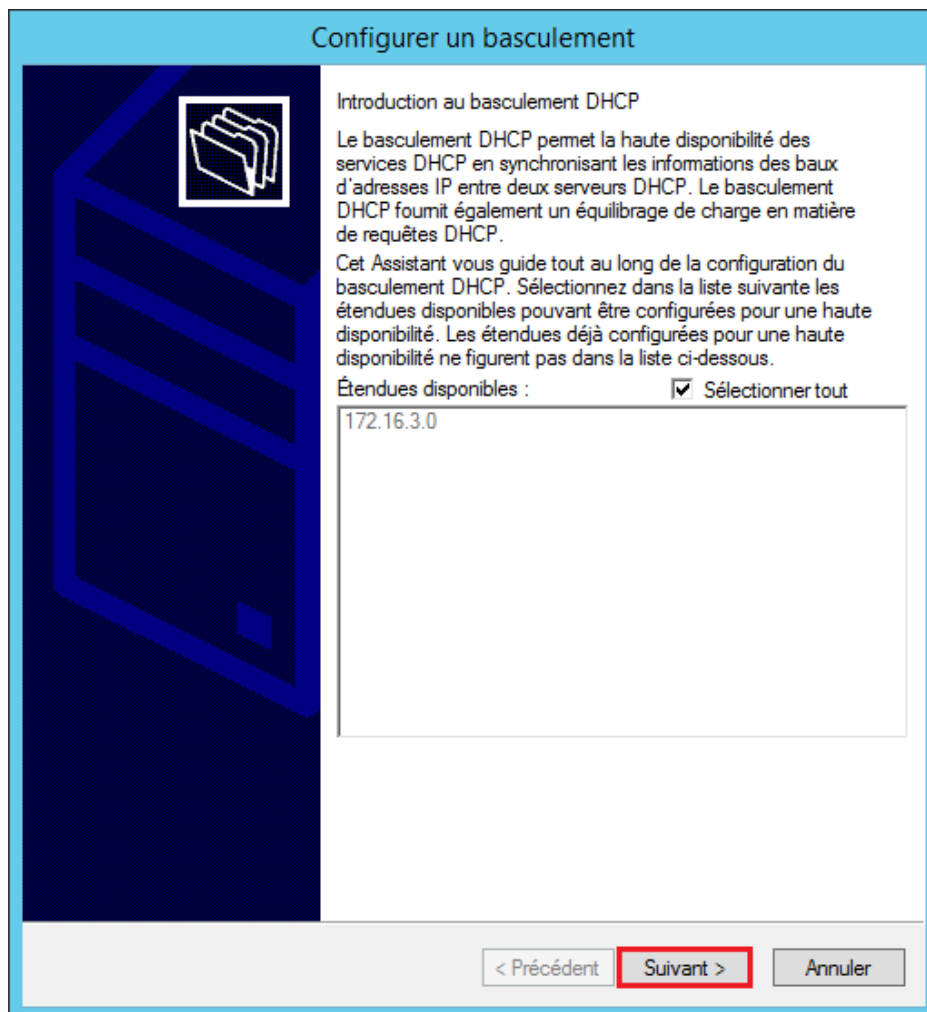 Configurer un basculement
Introduction au basculement DHCP
Le basculement DHCP permet la haute disponibilité des
services DHCP en synchronisant les informations des baux
d'adresses IP entre deux serveurs DHCP. Le basculement
DHCP fournit également un équilibrage de charge en matière
de requêtes DHCP.
Cet Assistant vous guide tout au long de la configuration du
basculement DHCP. Sélectionnez dans la liste suivante les
étendues disponibles pouvant être configurées pour une haute
disponibilité. Les étendues déjà configurées pour une haute
disponibilité ne figurent pas dans la liste ci-dessous.
Étendues disponibles : Sélectionner tout
172.16.3.0
< Précédent Suivant > Annuler